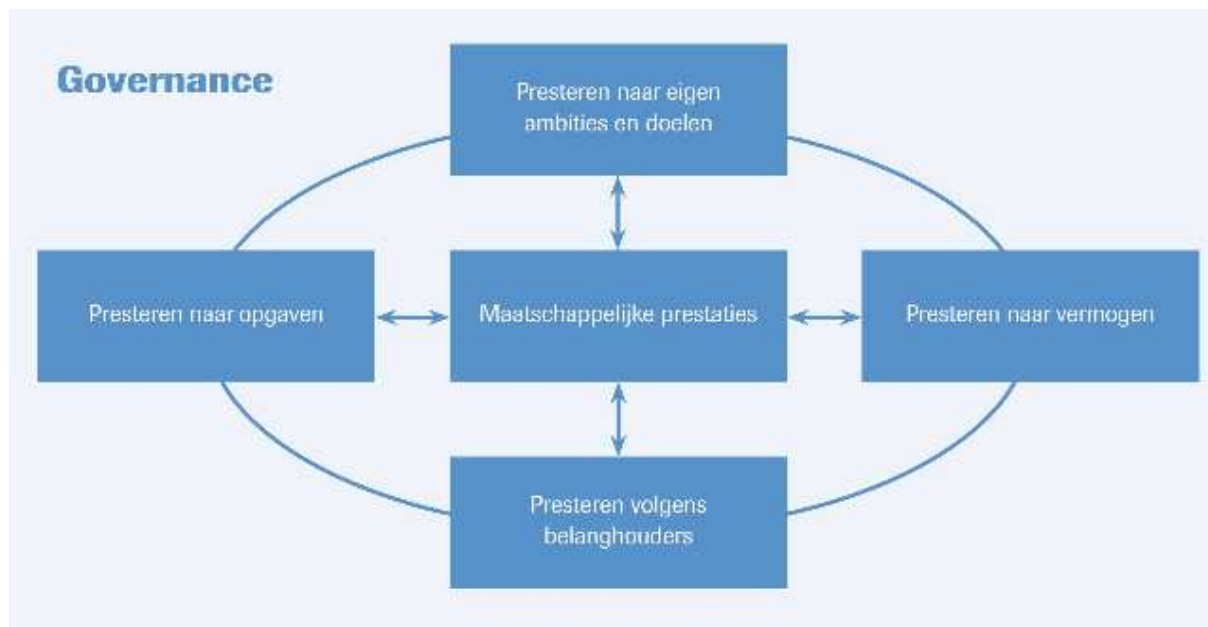 Governance
Presteren naar eigen
ambities en doelen
Presteren naar opgaven
Maatschappelijke prestaties
Presteren naar vermogen
Presteren volgens
belanghouders